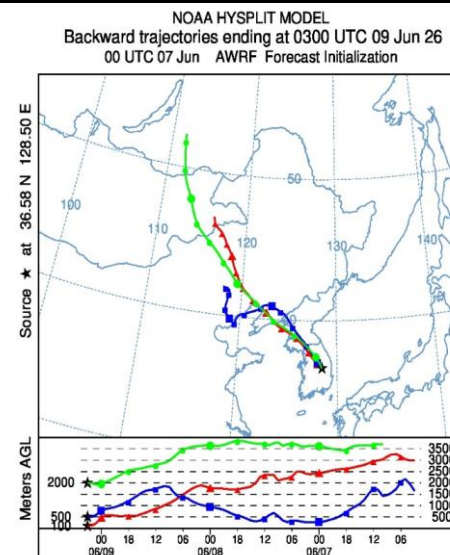 NOAA HYSPLIT MODEL
Backward trajectories ending at 0300 UTC 09 Jun 26
00 UTC 07 Jun AWRF Forecast Initialization
Source ★ at 36.58 N 128.50 E
100
110
120
130
140
50
Meters AGL
2000
500
100
3500
3000
2500
2000
1500
1000
500
00 18 12 06 00 18 12 06 00 18 12 06
06/09 06/08 06/07